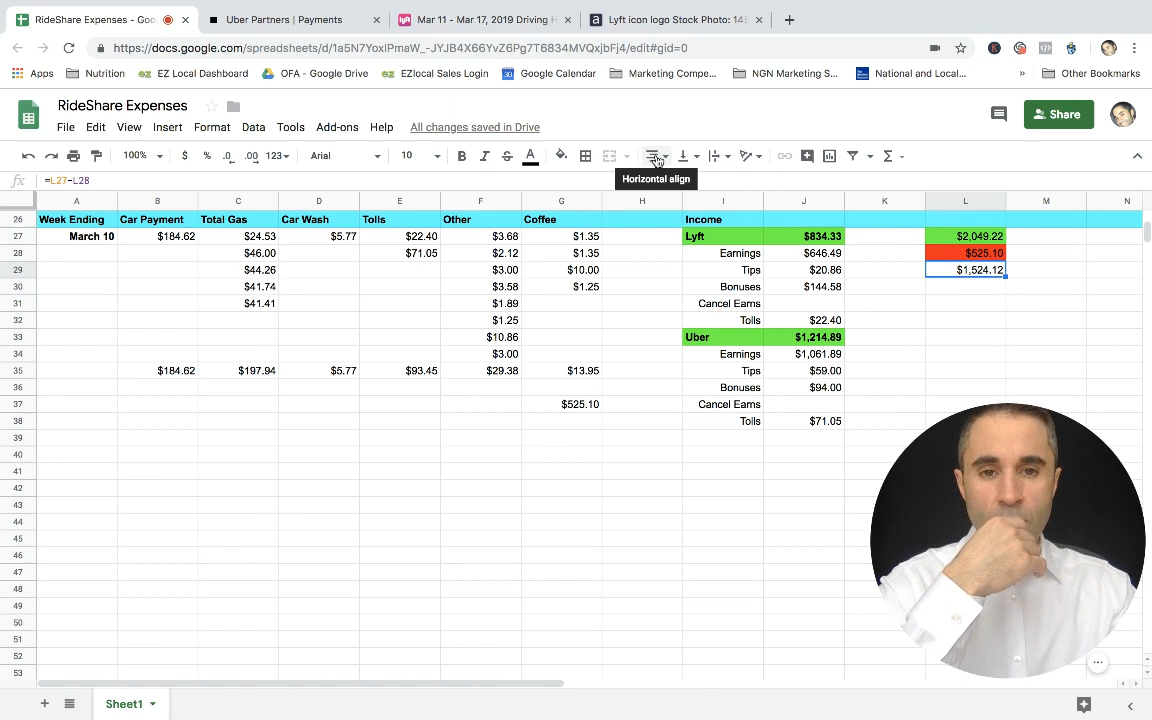 RideShare Expenses - Goo
Uber Partners | Payments
Mar 11 - Mar 17, 2019 Driving H
Lyft icon logo Stock Photo: 148
https://docs.google.com/spreadsheets/d/1a5N7YoxlPmaW_-JYJB4X66YvZ6Pg7T6834MVQxjbFj4/edit#gid=0
Apps Nutrition EZ Local Dashboard OFA - Google Drive EZlocal Sales Login Google Calendar Marketing Compe... NGN Marketing S... National and Local... » Other Bookmarks
RideShare Expenses
File Edit View Insert Format Data Tools Add-ons Help All changes saved in Drive
Share
100% $ % .0 .00 123 Arial 10 B I S A Σ
Horizontal align
fx =L27-L28
A B C D E F G H I J K L M N
26 Week Ending Car Payment Total Gas Car Wash Tolls Other Coffee Income
27 March 10 $184.62 $24.53 $5.77 $22.40 $3.68 $1.35 Lyft $834.33 $2,049.22
28 $46.00 $71.05 $2.12 $1.35 Earnings $646.49 $525.10
29 $44.26 $3.00 $10.00 Tips $20.86 $1,524.12
30 $41.74 $3.58 $1.25 Bonuses $144.58
31 $41.41 $1.89 Cancel Earns
32 $1.25 Tolls $22.40
33 $10.86 Uber $1,214.89
34 $3.00 Earnings $1,061.89
35 $184.62 $197.94 $5.77 $93.45 $29.38 $13.95 Tips $59.00
36 Bonuses $94.00
37 $525.10 Cancel Earns
38 Tolls $71.05
39
40
41
42
43
44
45
46
47
48
49
50
51
52
53
Sheet1